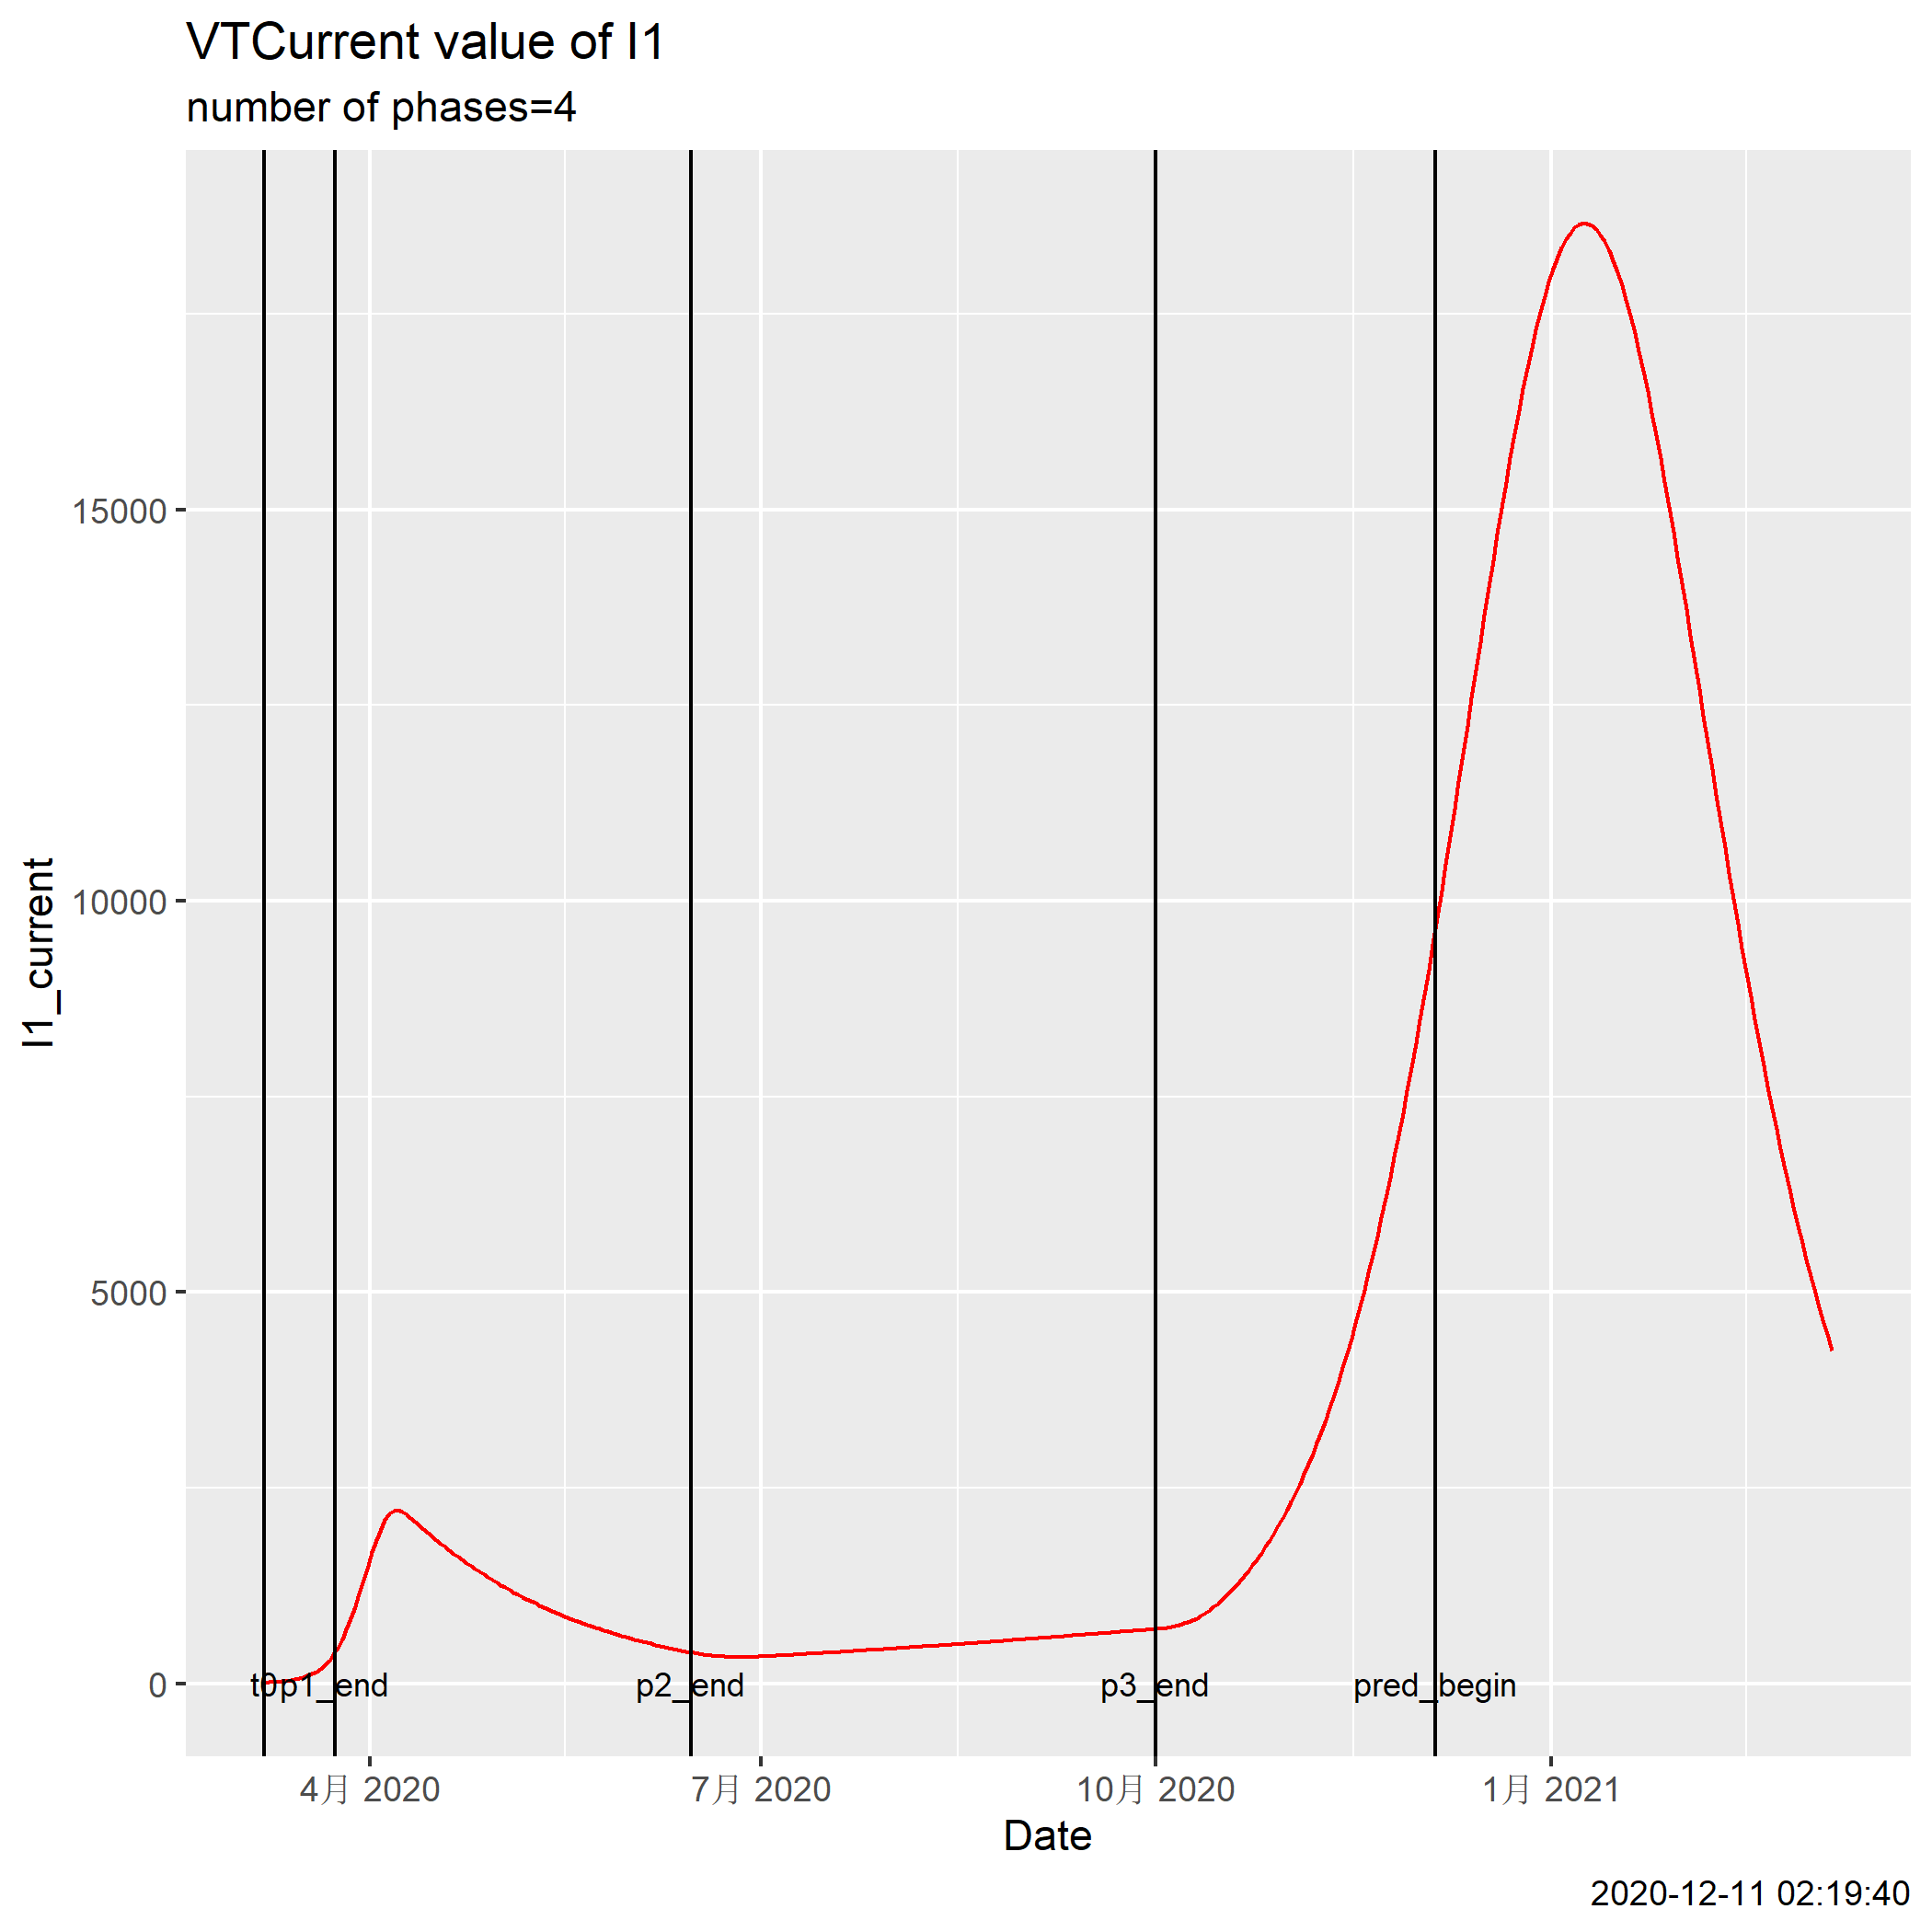 VTCurrent value of I1
number of phases=4
I1_current
15000
10000
5000
0
t0 p1_end p2_end p3_end pred_begin
4月 2020 7月 2020 10月 2020 1月 2021
Date
2020-12-11 02:19:40